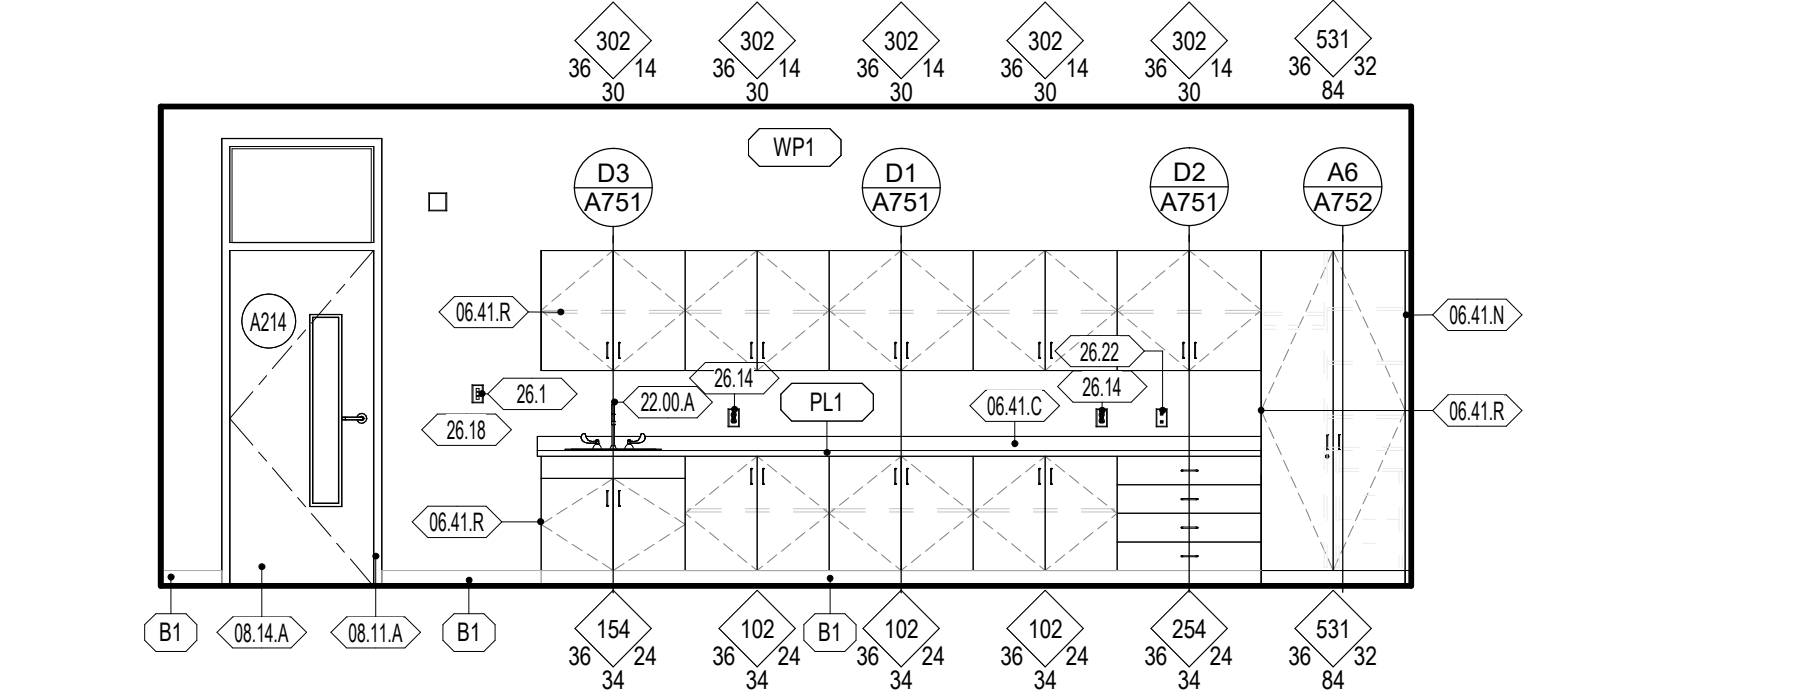 302 302 302 302 302 531
36 14 36 14 36 14 36 14 36 14 36 32
30 30 30 30 30 84
WP1
D3 D1 D2 A6
A751 A751 A751 A752
A214
06.41.R
06.41.N
26.22
26.14
26.14
26.1
22.00.A
PL1
06.41.C
06.41.R
26.18
06.41.R
B1 08.14.A 08.11.A B1 154 102 B1 102 102 254 531
36 24 36 24 36 24 36 24 36 24 36 32
34 34 34 34 34 84